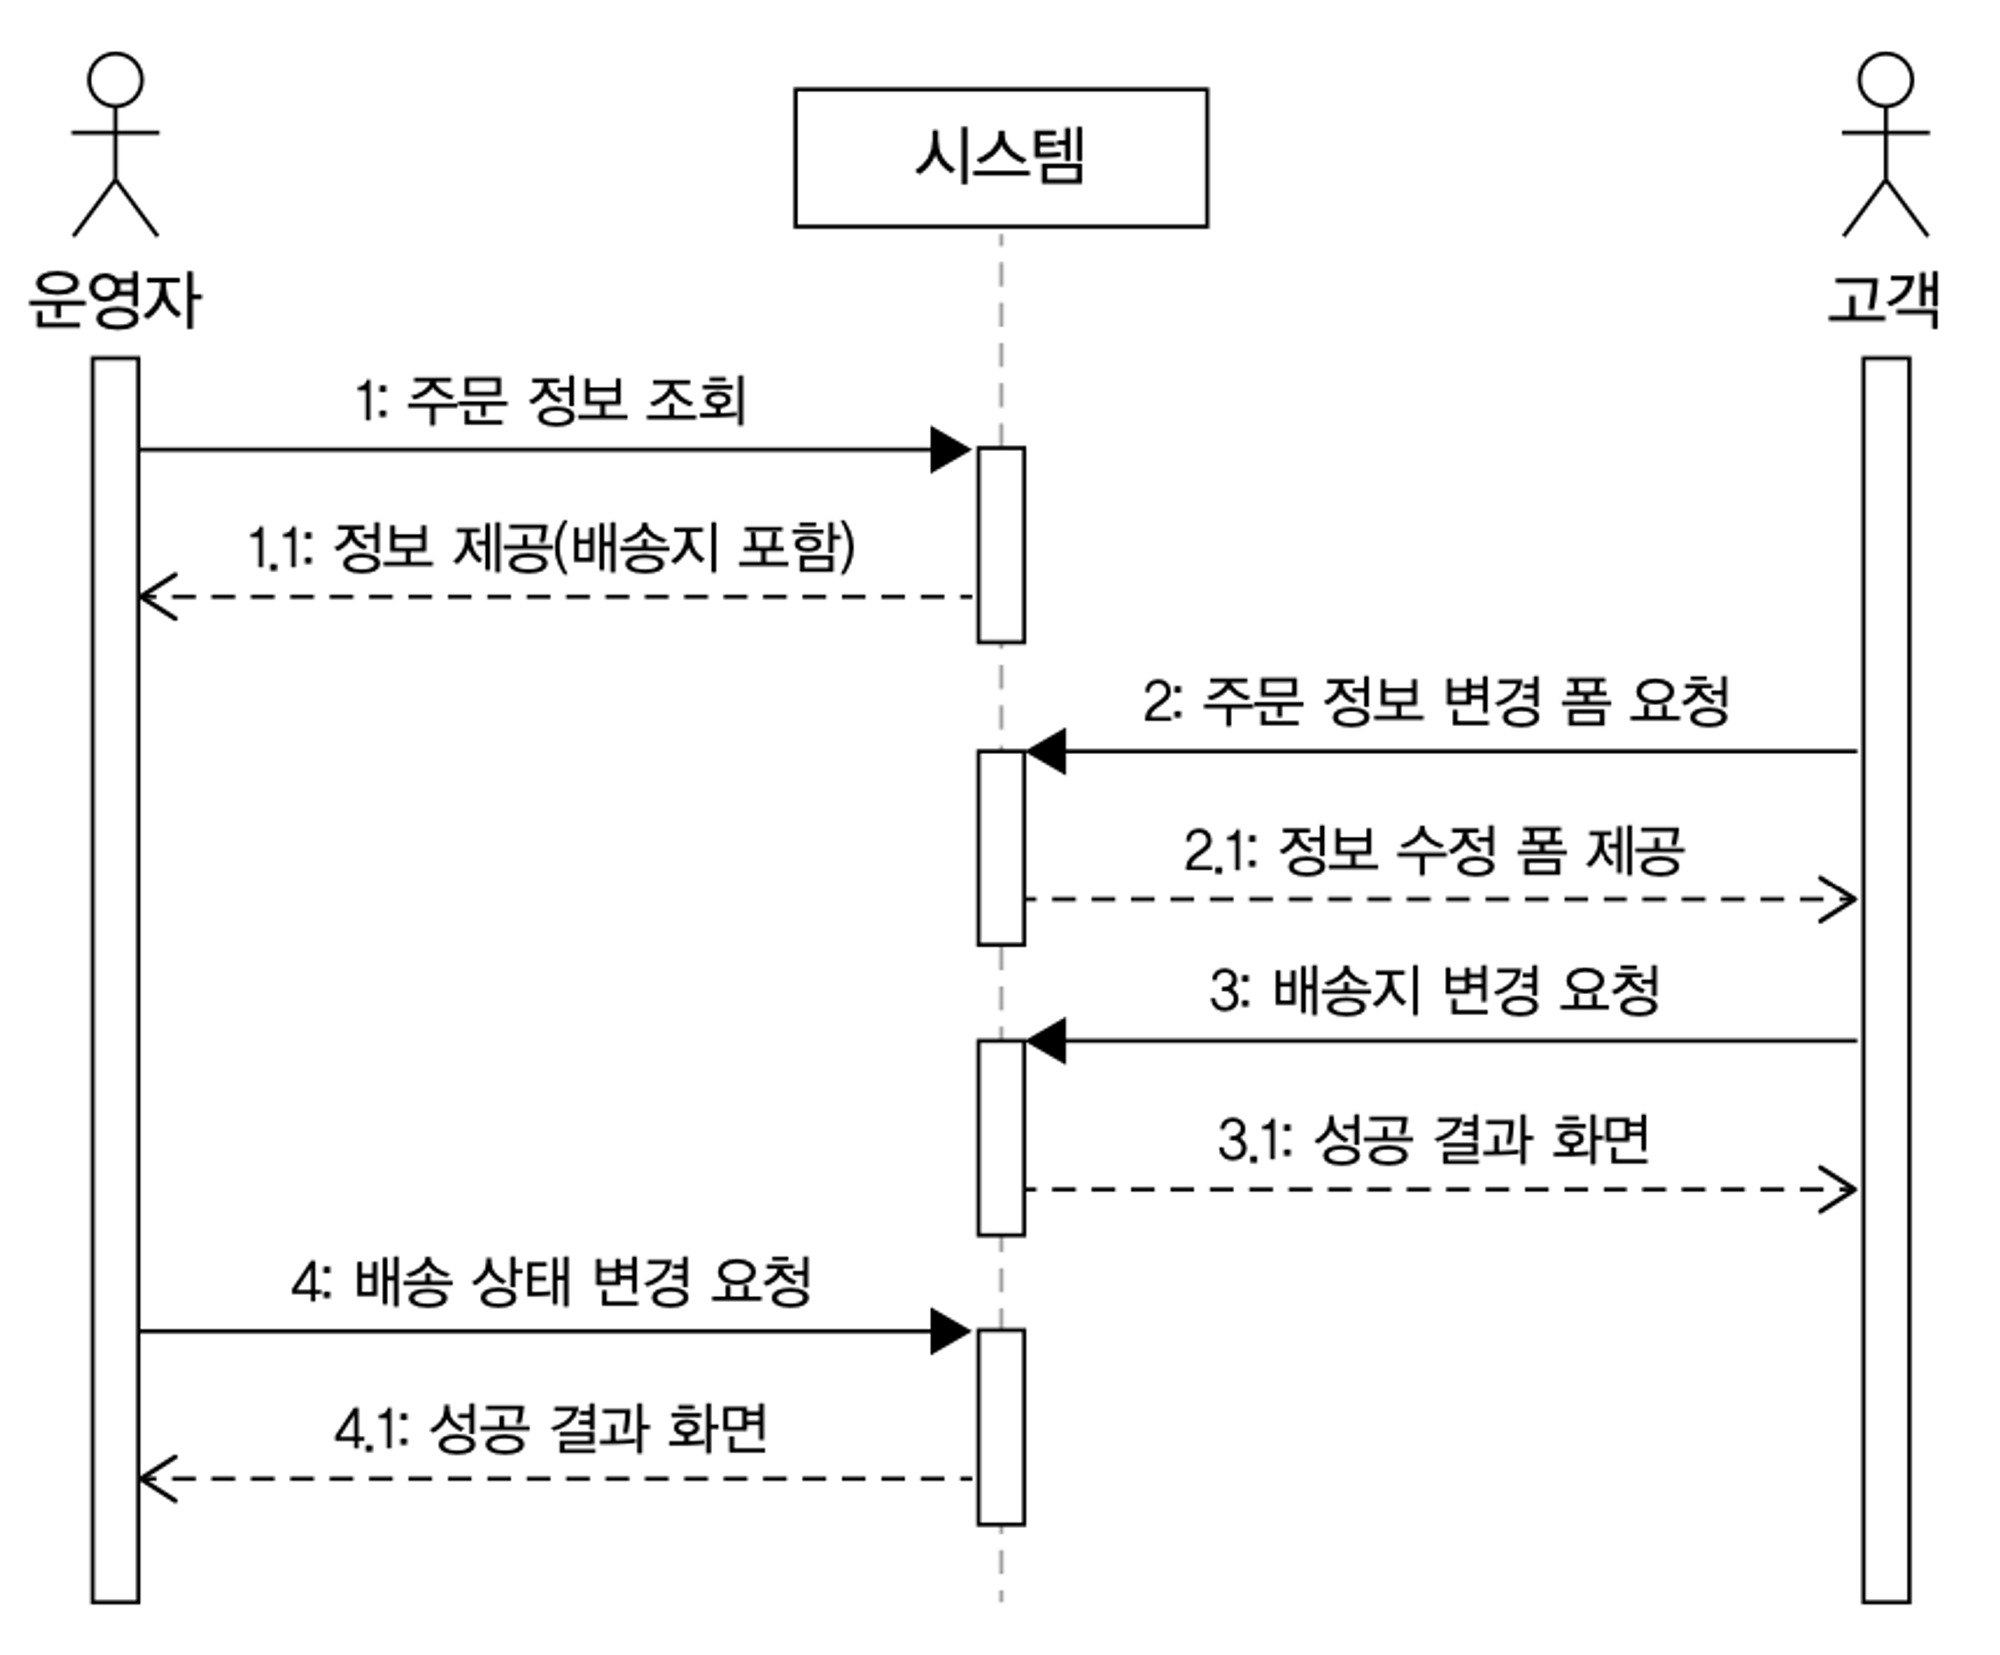 시스템
운영자
고객
1: 주문 정보 조회
1.1: 정보 제공(배송지 포함)
2: 주문 정보 변경 폼 요청
2.1: 정보 수정 폼 제공
3: 배송지 변경 요청
3.1: 성공 결과 화면
4: 배송 상태 변경 요청
4.1: 성공 결과 화면